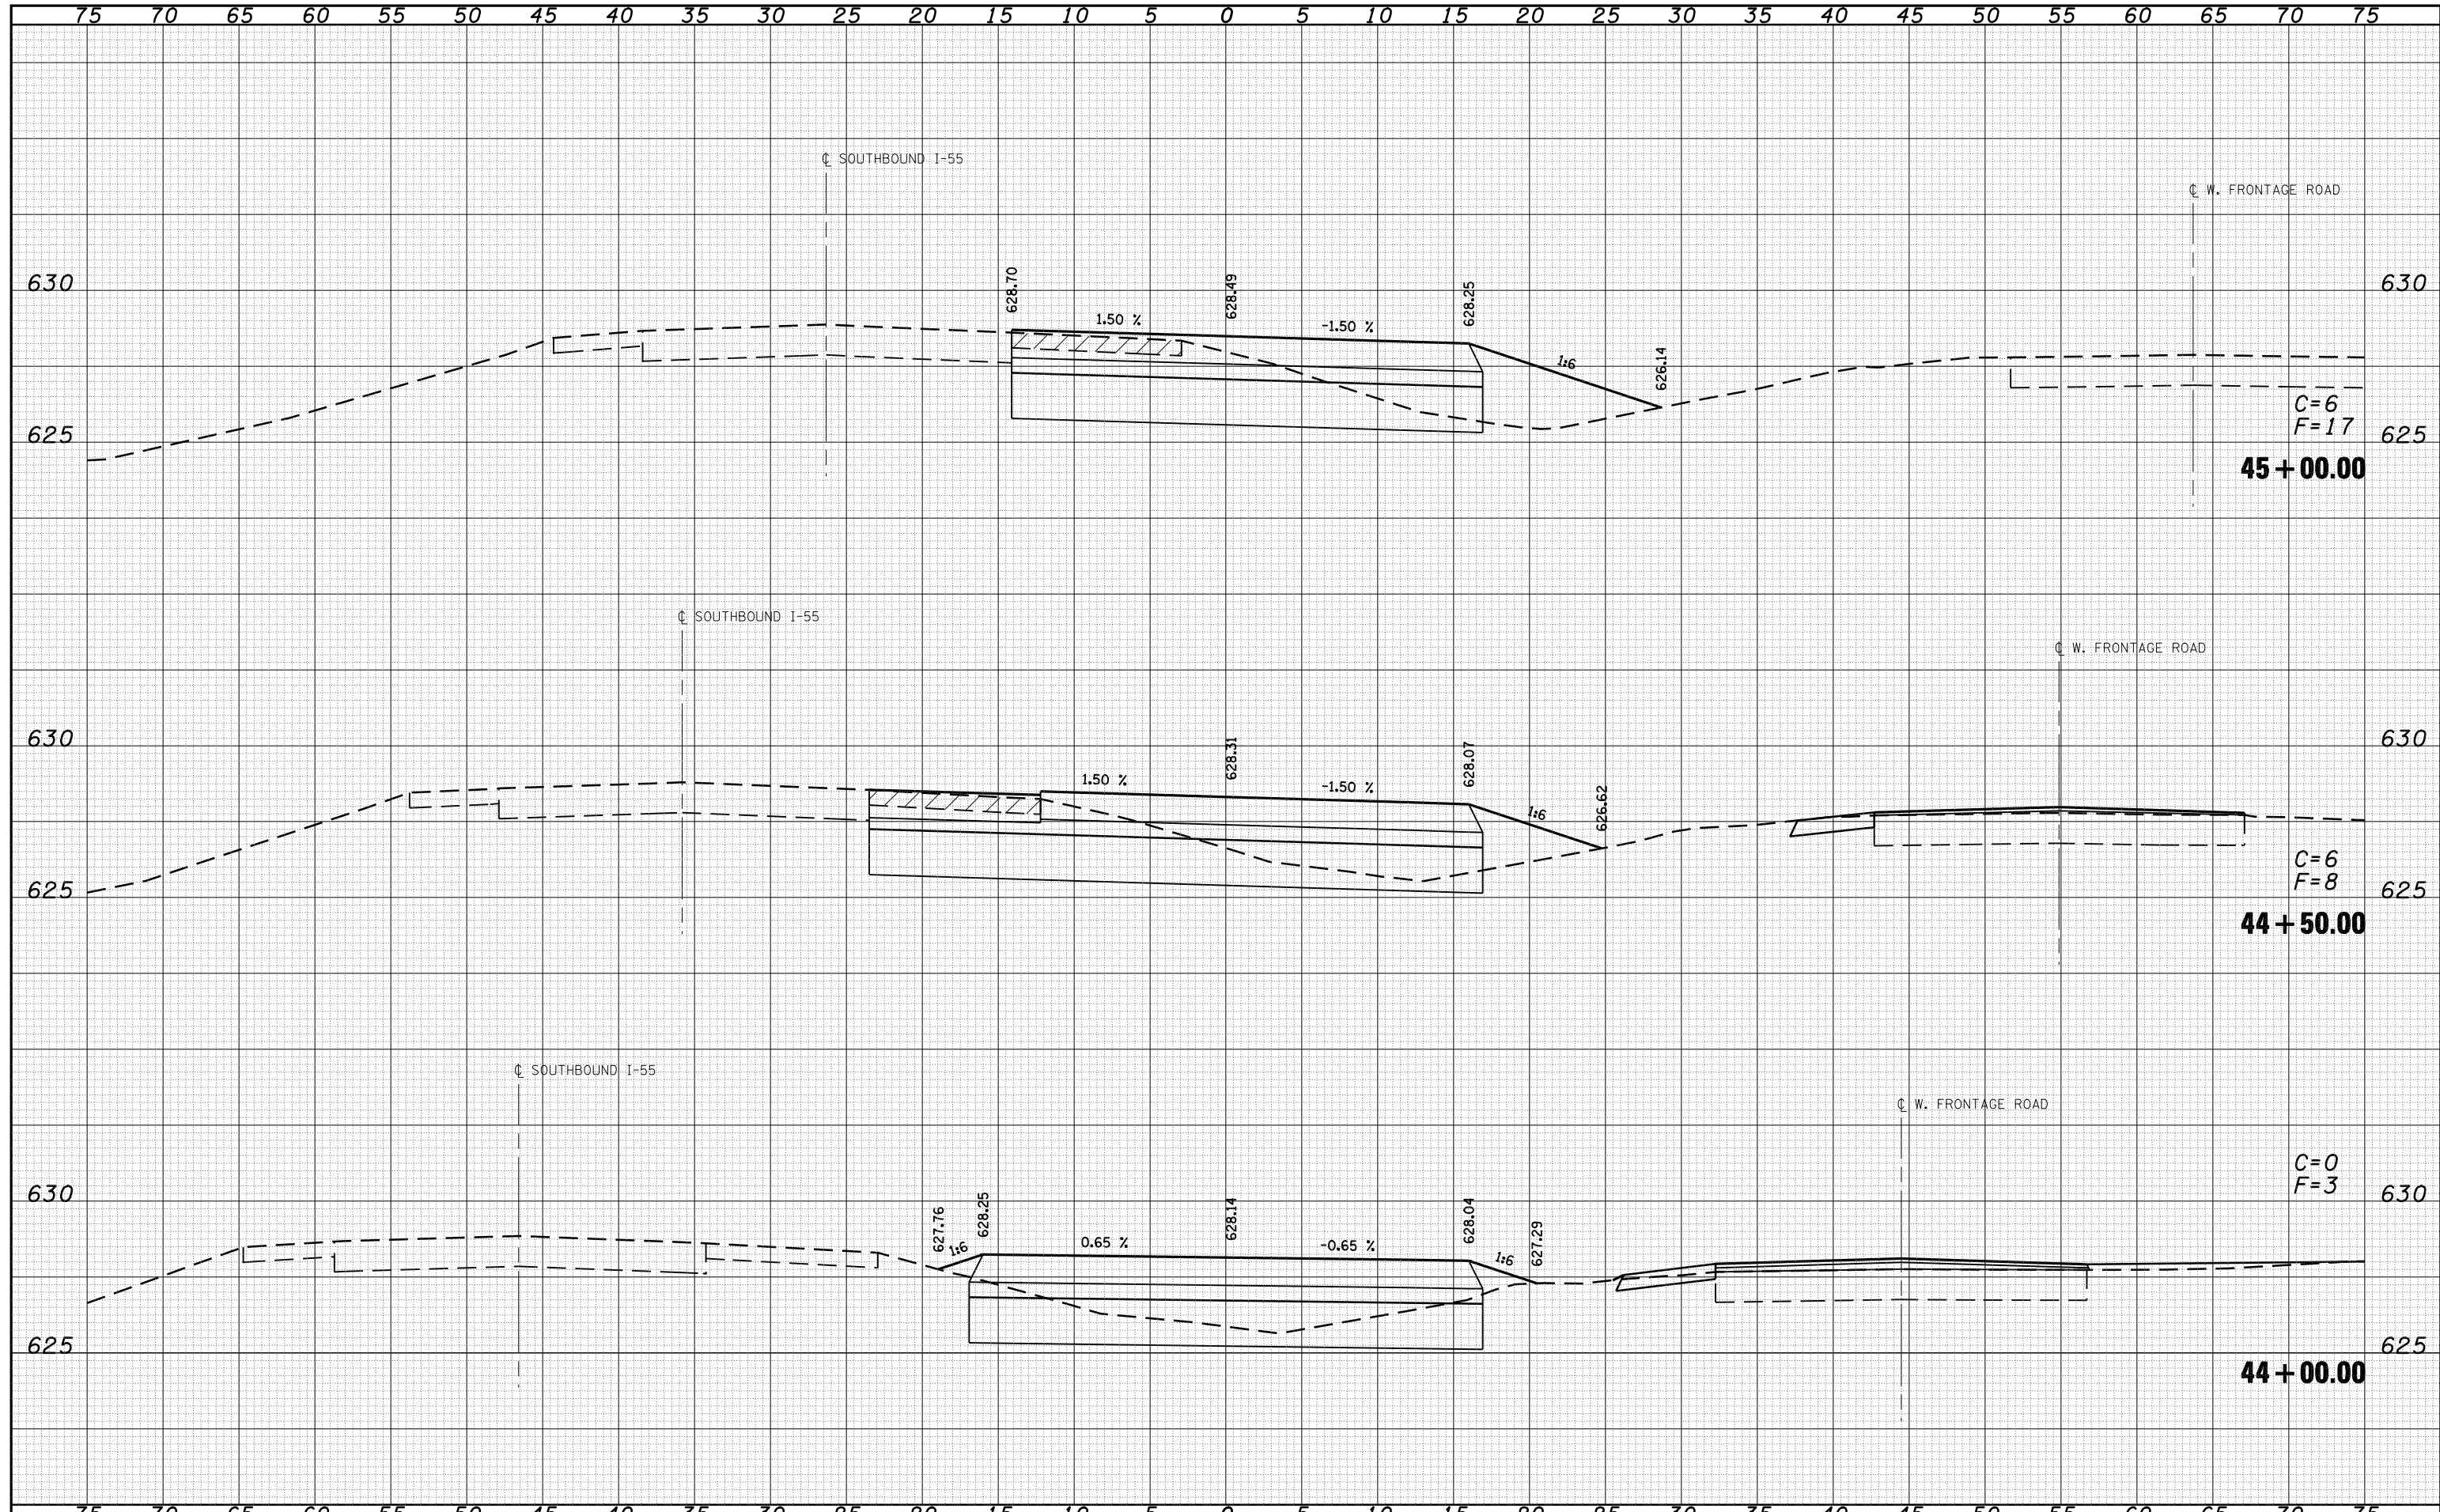 75 70 65 60 55 50 45 40 35 30 25 20 15 10 5 0 5 10 15 20 25 30 35 40 45 50 55 60 65 70 75
℄ SOUTHBOUND I-55
℄ W. FRONTAGE ROAD
630
628.70
1.50 %
628.49
-1.50 %
628.25
1:6
626.14
630
C=6
F=17
625
625
45+00.00
℄ SOUTHBOUND I-55
℄ W. FRONTAGE ROAD
630
1.50 %
628.31
-1.50 %
628.07
1:6
626.62
630
C=6
F=8
625
625
44+50.00
℄ SOUTHBOUND I-55
℄ W. FRONTAGE ROAD
C=0
F=3
630
627.76
1:6
628.25
0.65 %
628.14
-0.65 %
628.04
1:6
627.29
630
625
625
44+00.00
75 70 65 60 55 50 45 40 35 30 25 20 15 10 5 0 5 10 15 20 25 30 35 40 45 50 55 60 65 70 75